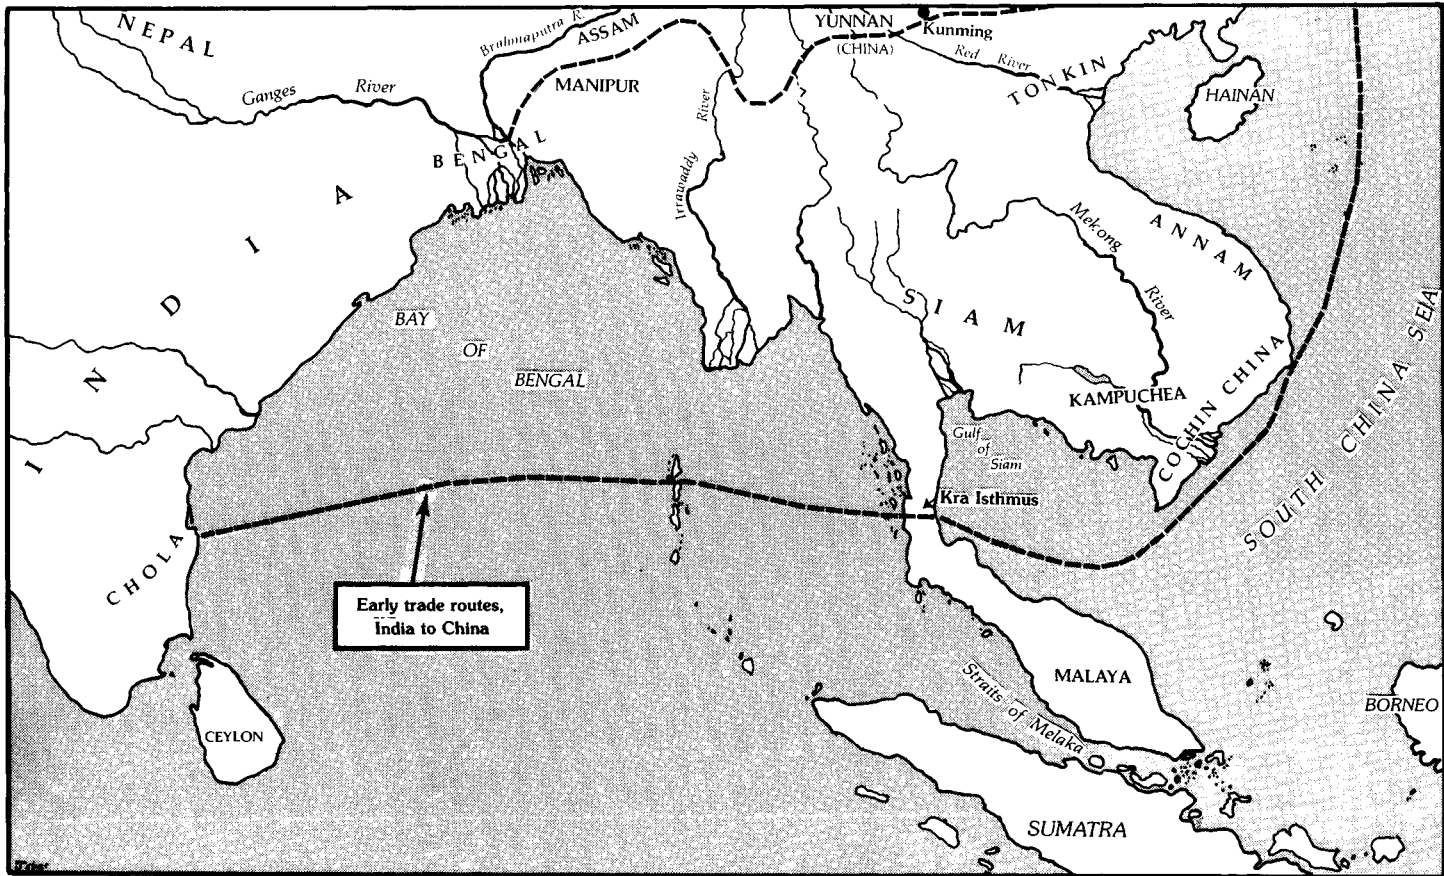 NEPAL
Brahmaputra R.
ASSAM
YUNNAN
(CHINA)
Kunming
Red River
TONKIN
HAINAN
Ganges River
MANIPUR
BENGAL
Irrawaddy River
INDIA
Mekong River
ANNAM
SIAM
BAY
OF
BENGAL
KAMPUCHEA
COCHIN CHINA
SOUTH CHINA SEA
Gulf
of
Siam
Kra Isthmus
CHOLA
Early trade routes,
India to China
CEYLON
MALAYA
Straits of Melaka
BORNEO
SUMATRA